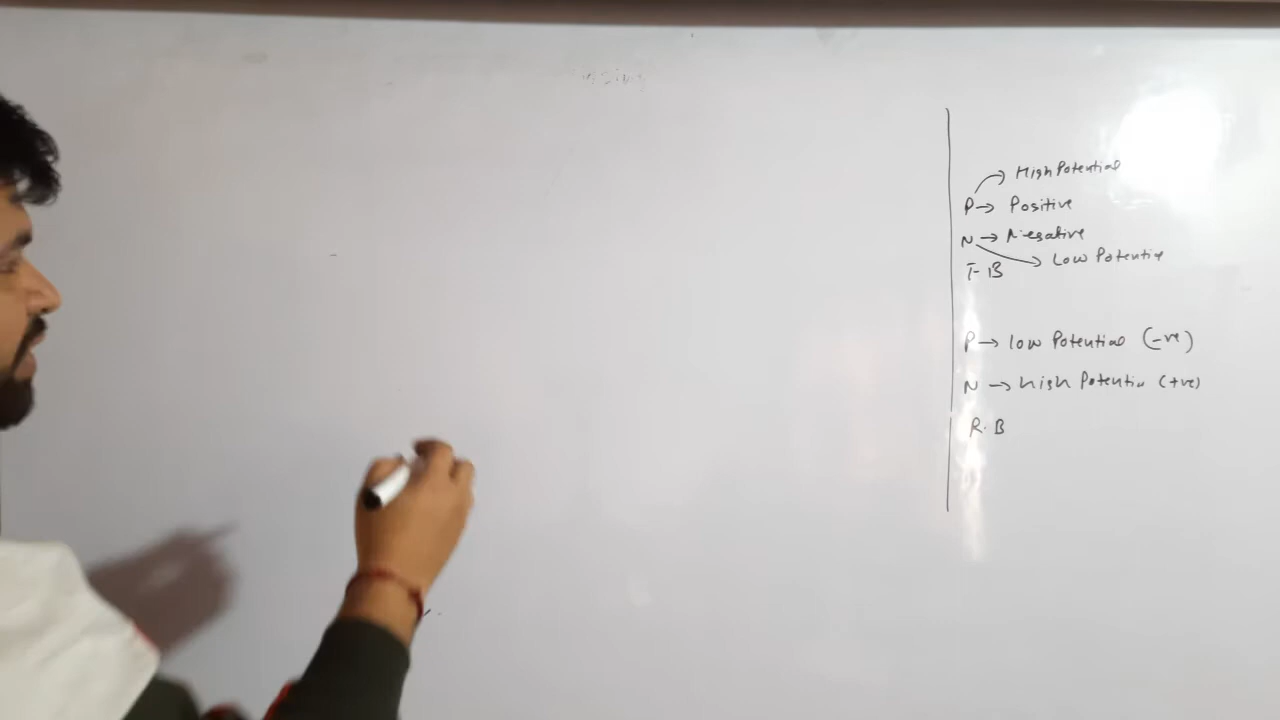 High Potential
P → Positive
N → Negative
Low Potential
F B
P → low Potential (-ve)
N → high Potential (+ve)
R. B